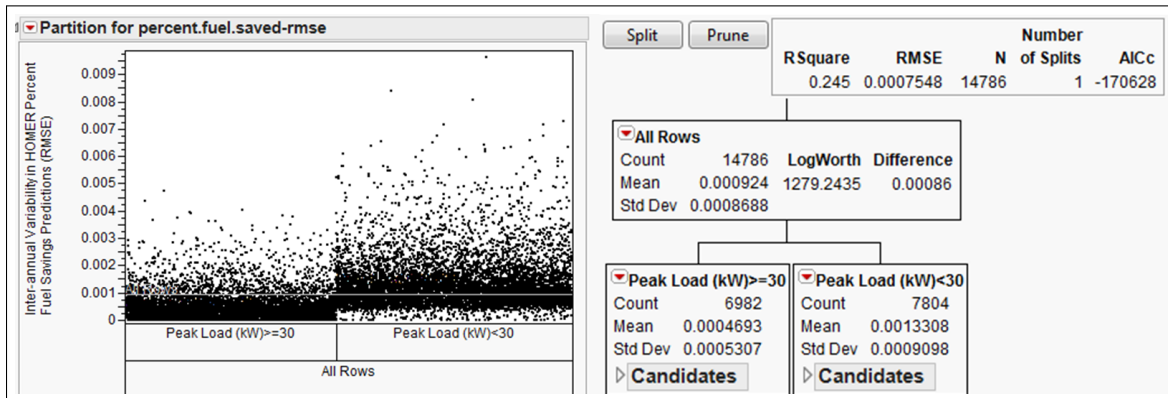 Partition for percent.fuel.saved-rmse
Inter-annual Variability in HOMER Percent
Fuel Savings Predictions (RMSE)
0.009
0.008
0.007
0.006
0.005
0.004
0.003
0.002
0.001
0
Peak Load (kW)>=30 Peak Load (kW)<30
All Rows
Split Prune
Number
RSquare RMSE N of Splits AICc
0.245 0.0007548 14786 1 -170628
All Rows
Count 14786 LogWorth Difference
Mean 0.000924 1279.2435 0.00086
Std Dev 0.0008688
Peak Load (kW)>=30
Count 6982
Mean 0.0004693
Std Dev 0.0005307
Candidates
Peak Load (kW)<30
Count 7804
Mean 0.0013308
Std Dev 0.0009098
Candidates